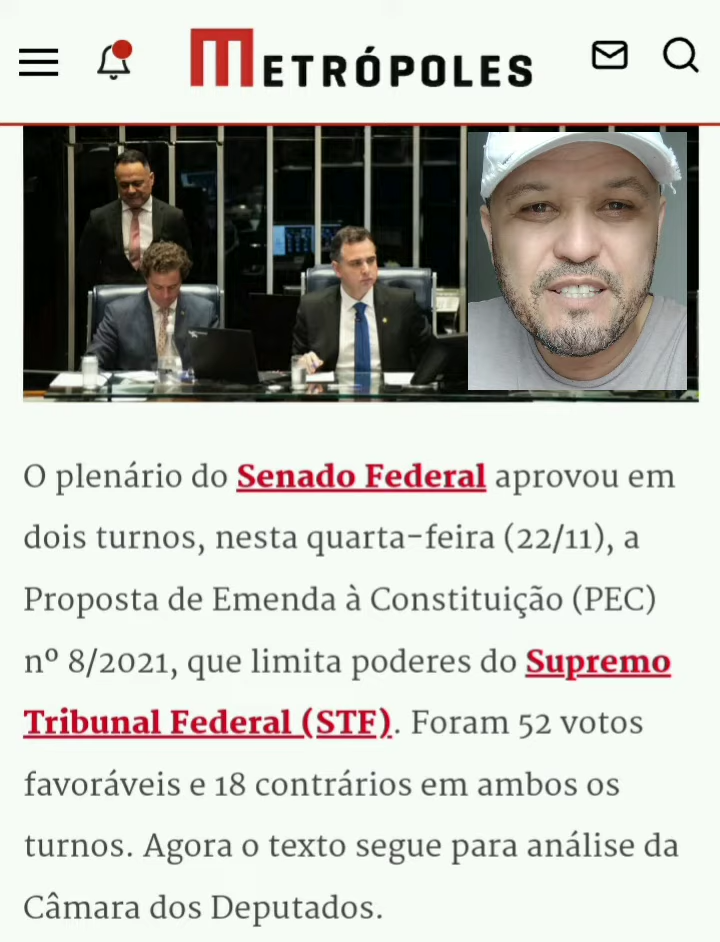 METRÓPOLES
O plenário do Senado Federal aprovou em
dois turnos, nesta quarta-feira (22/11), a
Proposta de Emenda à Constituição (PEC)
nº 8/2021, que limita poderes do Supremo
Tribunal Federal (STF). Foram 52 votos
favoráveis e 18 contrários em ambos os
turnos. Agora o texto segue para análise da
Câmara dos Deputados.